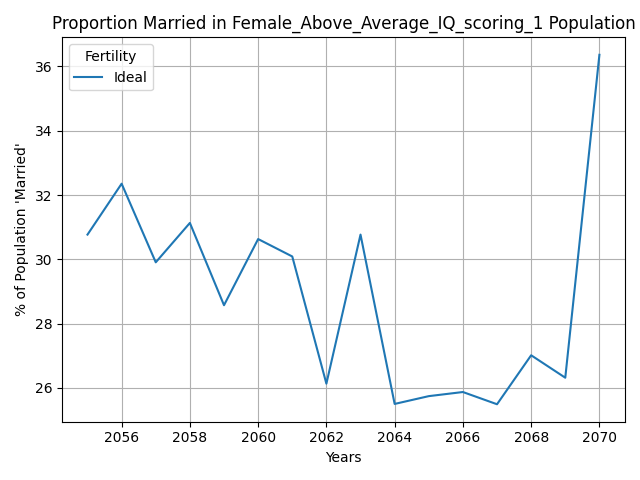 Proportion Married in Female_Above_Average_IQ_scoring_1 Population
Fertility
Ideal
% of Population 'Married'
36
34
32
30
28
26
2056 2058 2060 2062 2064 2066 2068 2070
Years